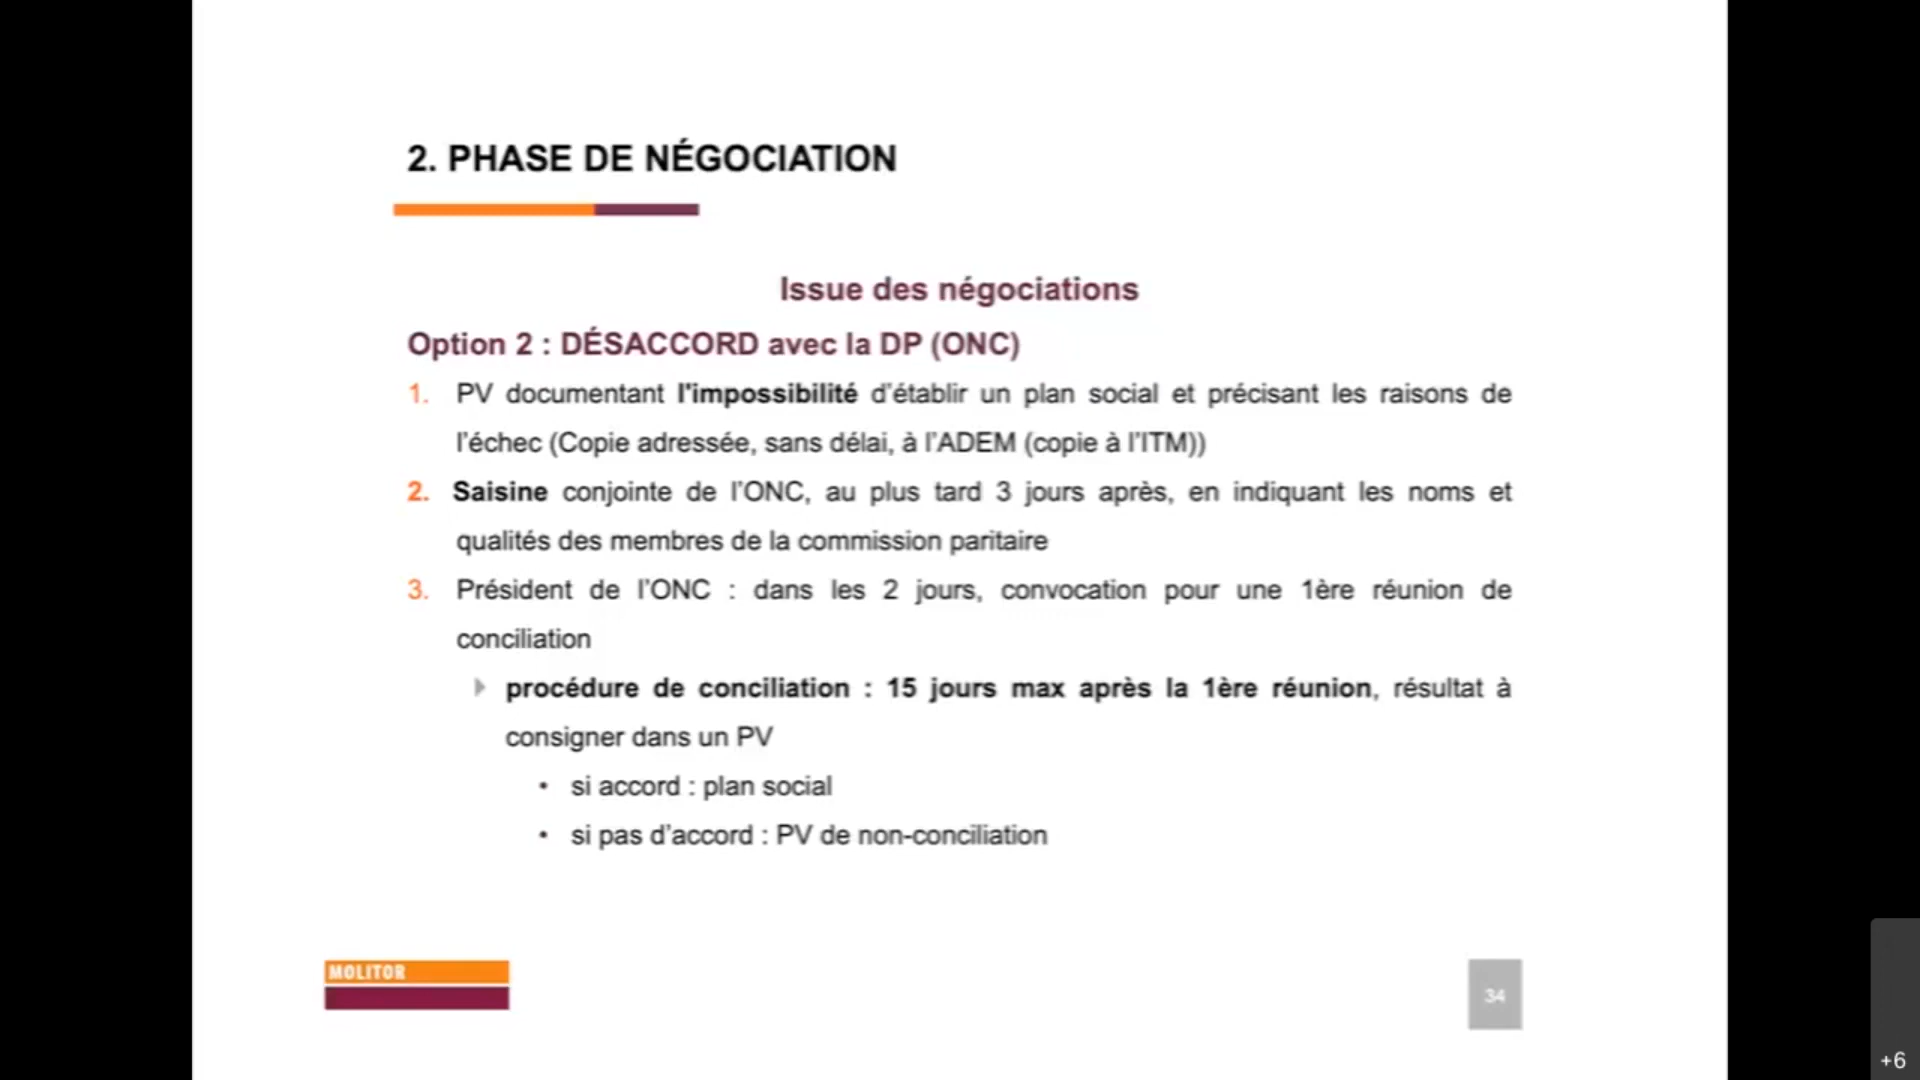 2. PHASE DE NÉGOCIATION
Issue des négociations
Option 2 : DÉSACCORD avec la DP (ONC)
1. PV documentant l'impossibilité d'établir un plan social et précisant les raisons de
l'échec (Copie adressée, sans délai, à l'ADEM (copie à l'ITM))
2. Saisine conjointe de l'ONC, au plus tard 3 jours après, en indiquant les noms et
qualités des membres de la commission paritaire
3. Président de l'ONC : dans les 2 jours, convocation pour une 1ère réunion de
conciliation
procédure de conciliation : 15 jours max après la 1ère réunion, résultat à
consigner dans un PV
• si accord : plan social
• si pas d'accord : PV de non-conciliation
MOLITOR
34
+6